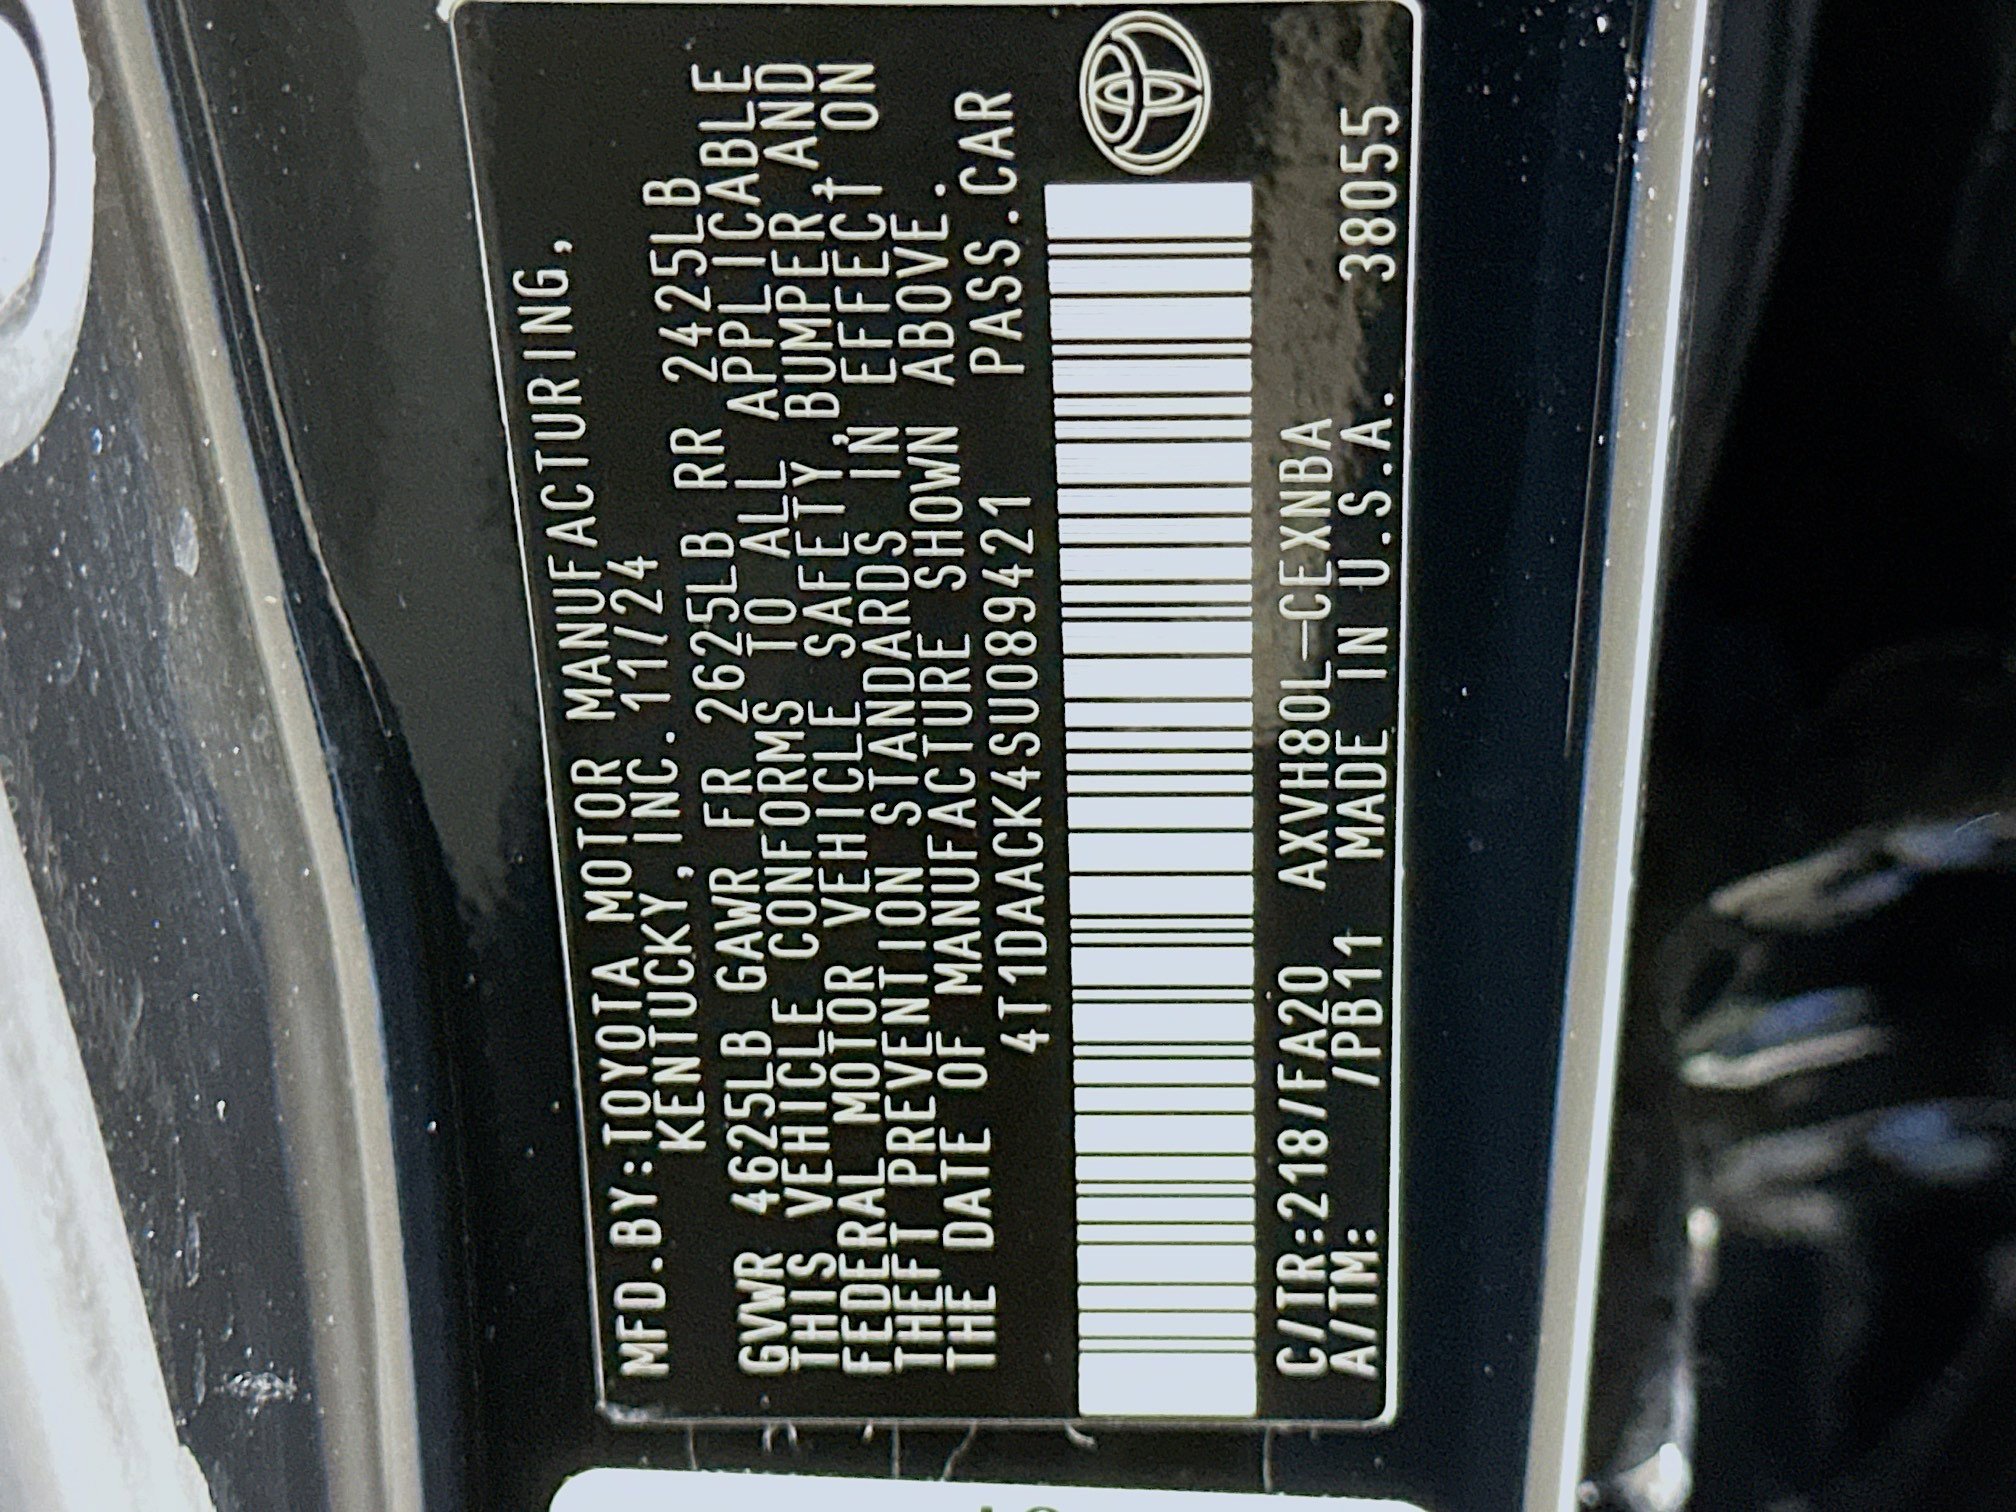 MFD.BY:TOYOTA MOTOR MANUFACTURING,
KENTUCKY, INC. 11/24
GVWR 4625LB GAWR FR 2625LB RR 2425LB
THIS VEHICLE CONFORMS TO ALL APPLICABLE
FEDERAL MOTOR VEHICLE SAFETY, BUMPER AND
THEFT PREVENTION STANDARDS IN EFFECT ON
THE DATE OF MANUFACTURE SHOWN ABOVE.
4T1DAACK4SU089421 PASS.CAR
C/TR:218/FA20 AXVH80L-CEXNBA
A/TM: /PB11 MADE IN U.S.A. 38055